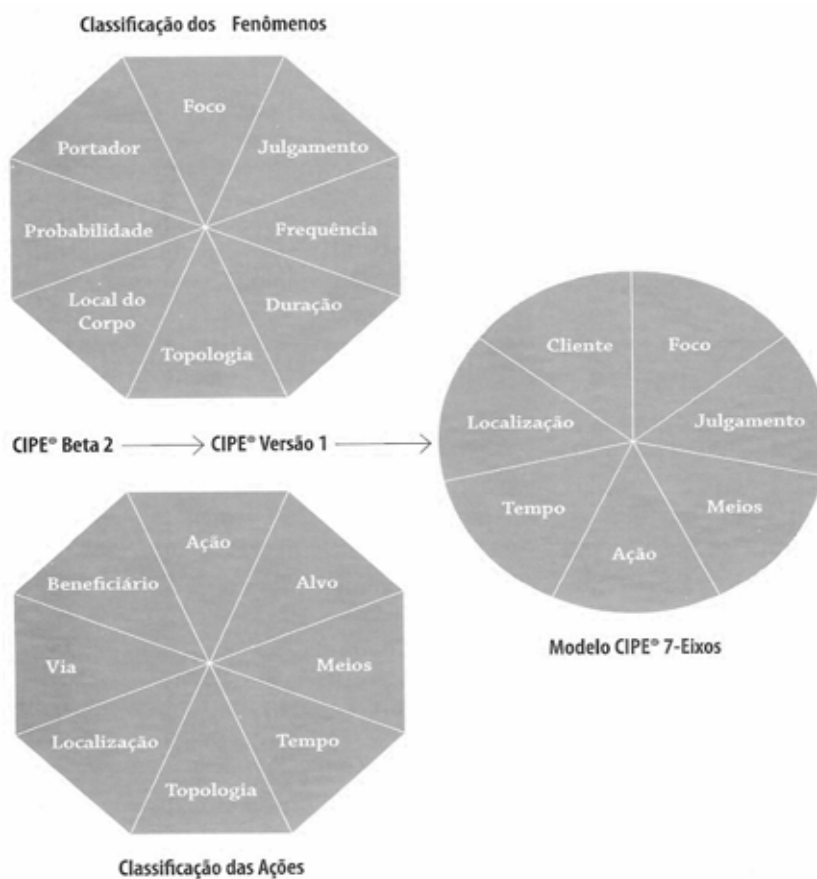 Classificação dos Fenômenos
Foco
Portador
Julgamento
Probabilidade
Frequência
Local do
Corpo
Duração
Topologia
CIPE® Beta 2
CIPE® Versão 1
Cliente
Foco
Localização
Julgamento
Tempo
Meios
Ação
Modelo CIPE® 7-Eixos
Ação
Beneficiário
Alvo
Via
Meios
Localização
Tempo
Topologia
Classificação das Ações